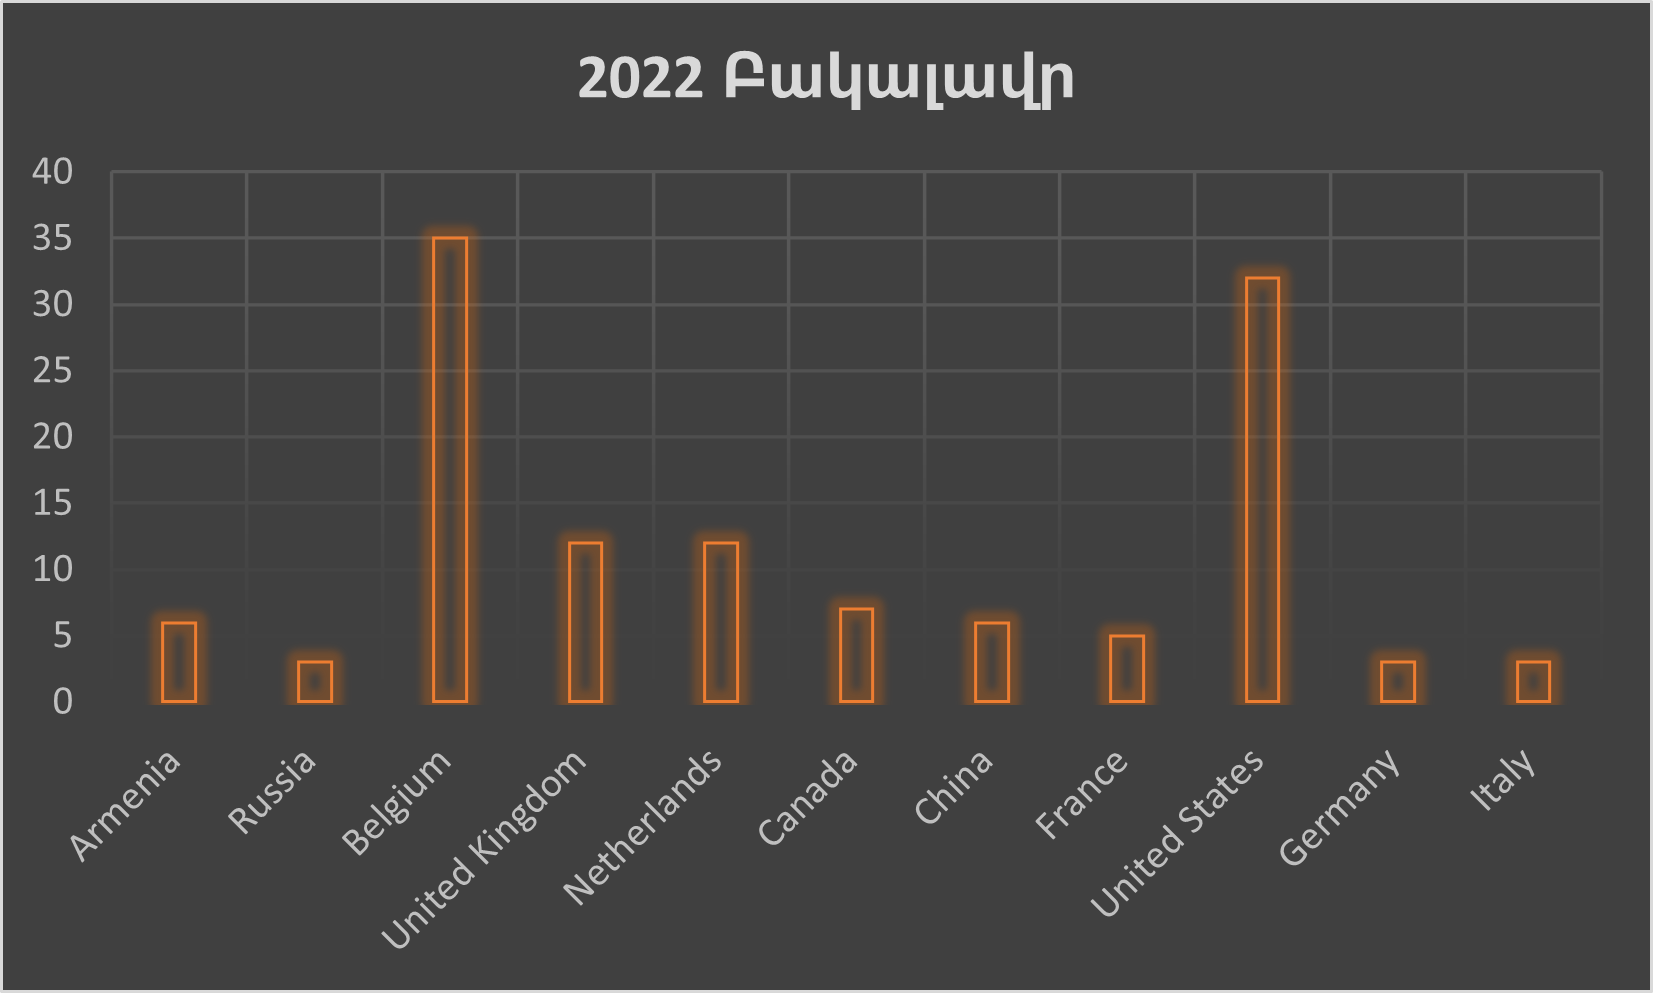 2022 Բակալավր
40
35
30
25
20
15
10
5
0
Armenia
Russia
Belgium
United Kingdom
Netherlands
Canada
China
France
United States
Germany
Italy